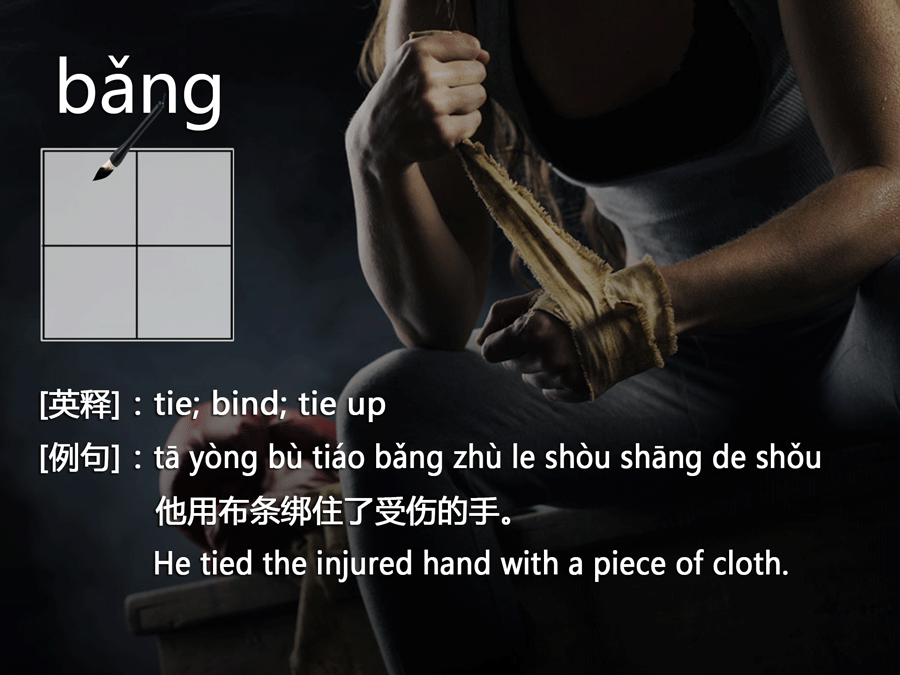 bǎng
[英释]：tie; bind; tie up
[例句]：tā yòng bù tiáo bǎng zhù le shòu shāng de shǒu
他用布条绑住了受伤的手。
He tied the injured hand with a piece of cloth.